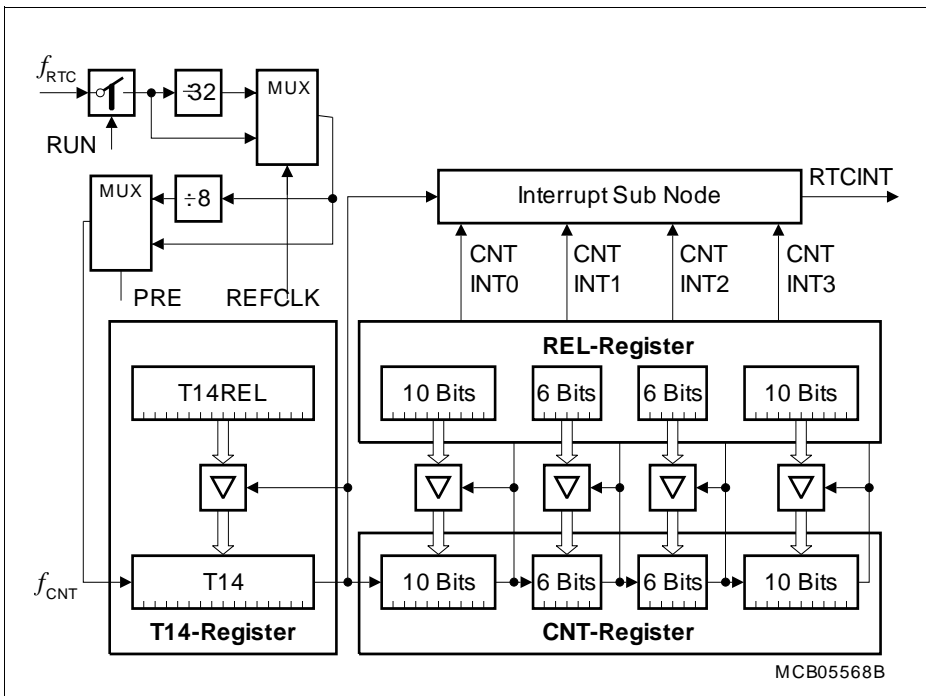 fRTC
÷32
MUX
RUN
MUX
÷8
Interrupt Sub Node
RTCINT
CNT INT0
CNT INT1
CNT INT2
CNT INT3
PRE
REFCLK
REL-Register
T14REL
10 Bits
6 Bits
6 Bits
10 Bits
fCNT
T14
10 Bits
6 Bits
6 Bits
10 Bits
T14-Register
CNT-Register
MCB05568B